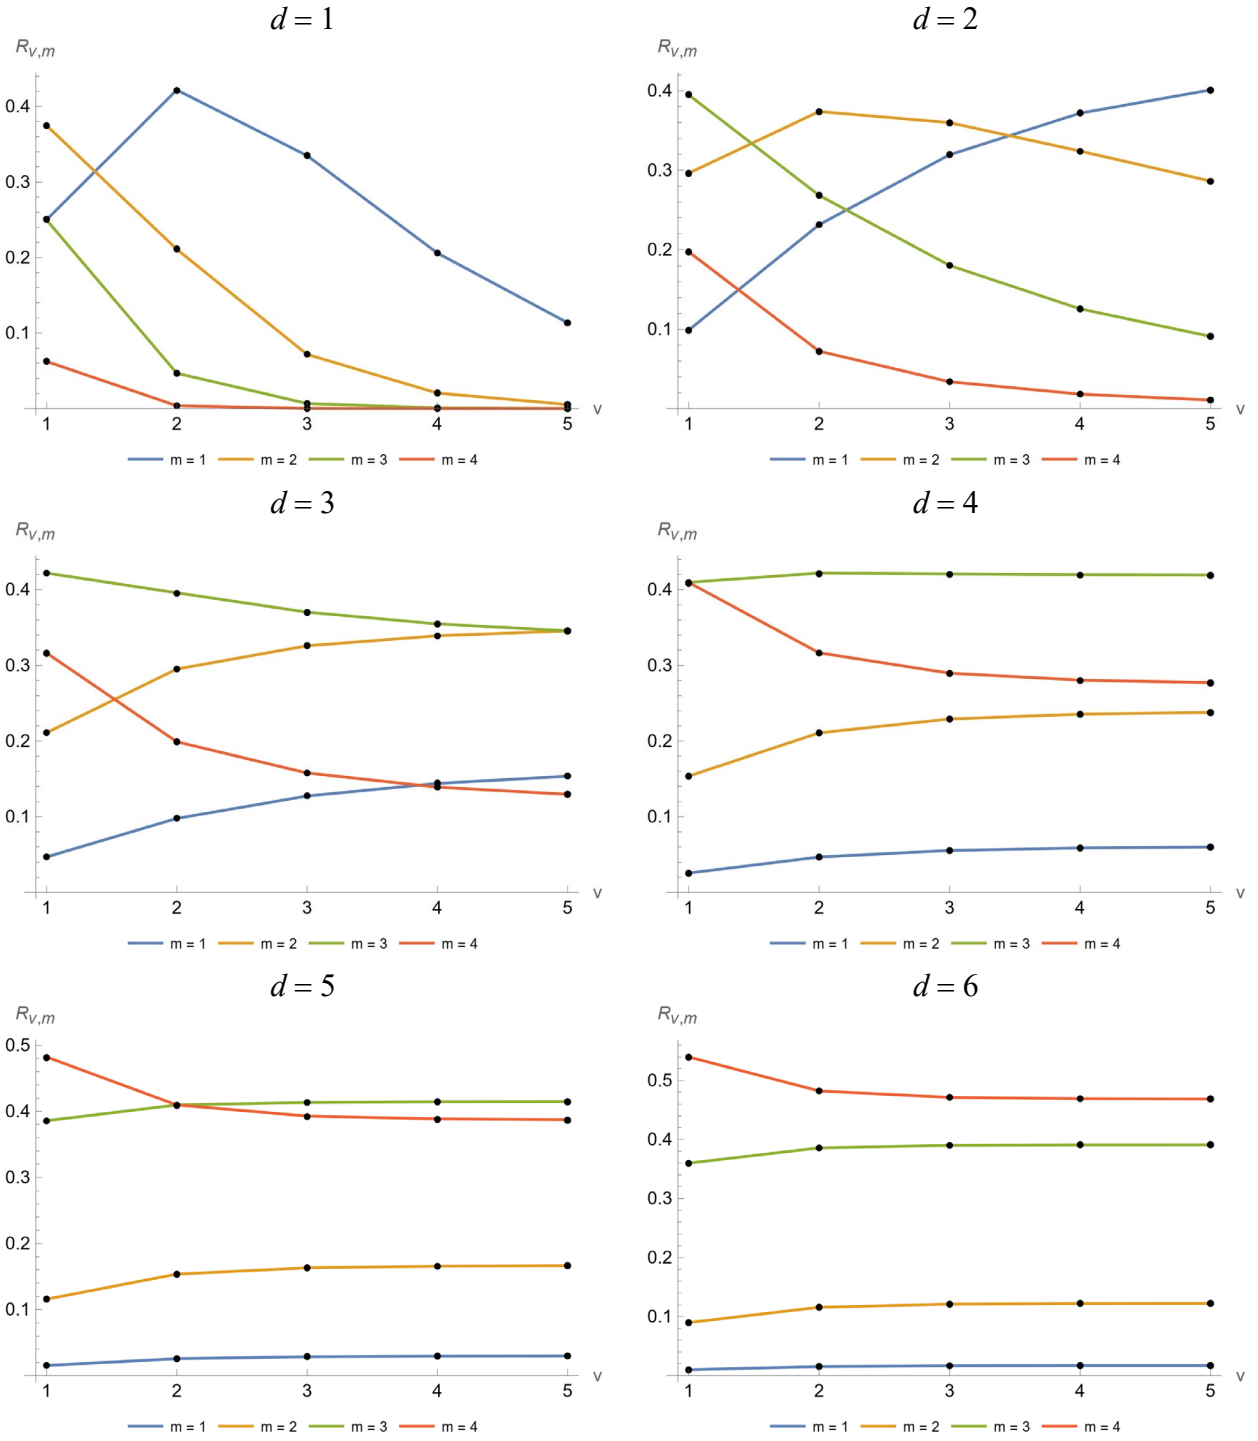 d = 1
R_{v,m}
0.4
0.3
0.2
0.1
1 2 3 4 5 v
m = 1 m = 2 m = 3 m = 4
d = 2
R_{v,m}
0.4
0.3
0.2
0.1
1 2 3 4 5 v
m = 1 m = 2 m = 3 m = 4
d = 3
R_{v,m}
0.4
0.3
0.2
0.1
1 2 3 4 5 v
m = 1 m = 2 m = 3 m = 4
d = 4
R_{v,m}
0.4
0.3
0.2
0.1
1 2 3 4 5 v
m = 1 m = 2 m = 3 m = 4
d = 5
R_{v,m}
0.5
0.4
0.3
0.2
0.1
1 2 3 4 5 v
m = 1 m = 2 m = 3 m = 4
d = 6
R_{v,m}
0.5
0.4
0.3
0.2
0.1
1 2 3 4 5 v
m = 1 m = 2 m = 3 m = 4